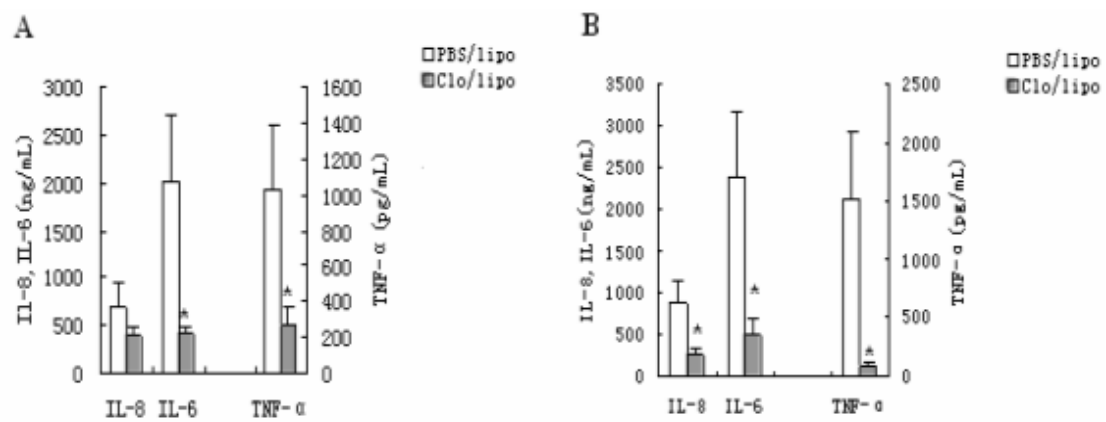 A
PBS/lipo
Clo/lipo
3000
2500
2000
1500
1000
500
0
Il-8, IL-6 (ng/mL)
1600
1400
1200
1000
800
600
400
200
0
TNF-α (pg/mL)
*
*
IL-8 IL-6 TNF-α
B
PBS/lipo
Clo/lipo
3500
3000
2500
2000
1500
1000
500
0
IL-8, IL-6 (ng/mL)
2500
2000
1500
1000
500
0
TNF-α (pg/mL)
*
*
*
IL-8 IL-6 TNF-α